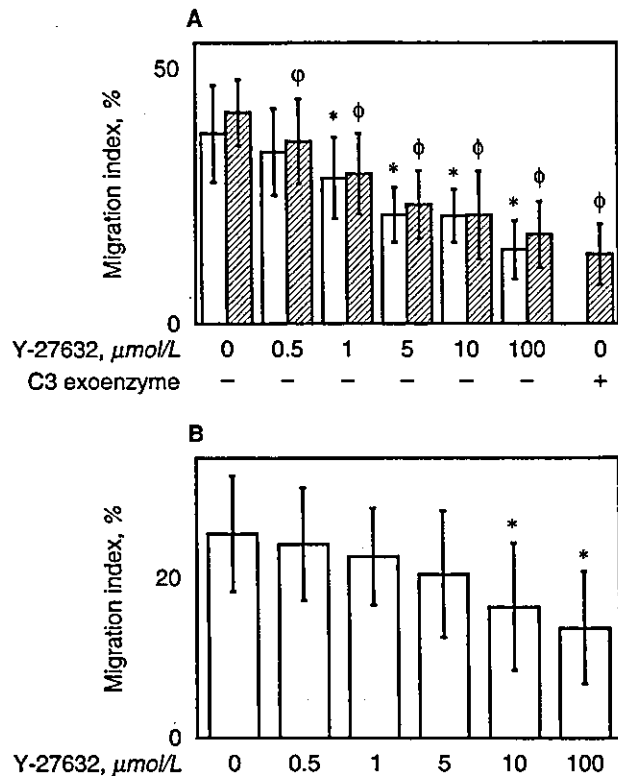 A
50
φ
* ϕ
* ϕ
* ϕ
* ϕ
ϕ
0
Migration index, %
Y-27632, μmol/L 0 0.5 1 5 10 100 0
C3 exoenzyme – – – – – – +
B
* *
20
0
Migration index, %
Y-27632, μmol/L 0 0.5 1 5 10 100